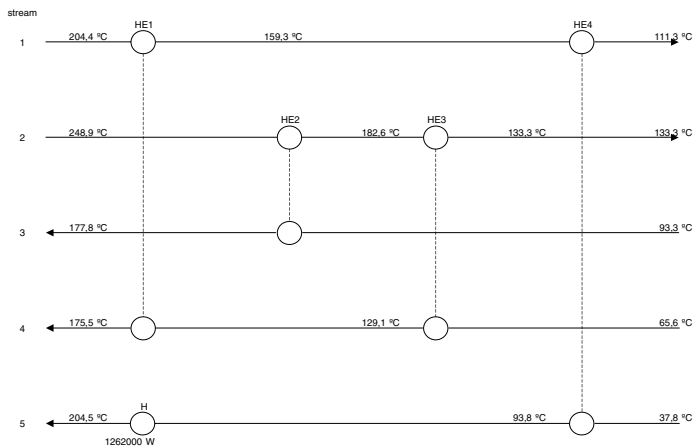 stream
HE1 HE4
1 204,4 ºC 159,3 ºC 111,3 ºC
HE2 HE3
2 248,9 ºC 182,6 ºC 133,3 ºC 133,3 ºC
3 177,8 ºC 93,3 ºC
4 175,5 ºC 129,1 ºC 65,6 ºC
H
5 204,5 ºC 93,8 ºC 37,8 ºC
1262000 W